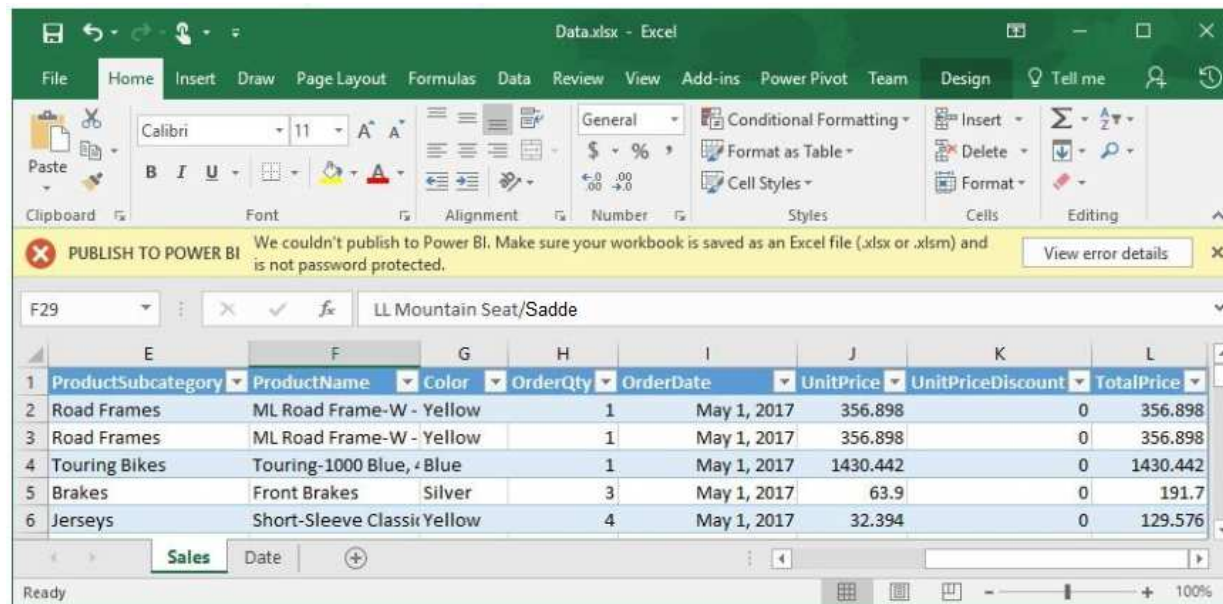 Data.xlsx - Excel
File Home Insert Draw Page Layout Formulas Data Review View Add-ins Power Pivot Team Design Tell me
Paste
Calibri 11 A A
B I U A
General
$ % ,
Conditional Formatting
Format as Table
Cell Styles
Insert
Delete
Format
Clipboard Font Alignment Number Styles Cells Editing
PUBLISH TO POWER BI
We couldn't publish to Power BI. Make sure your workbook is saved as an Excel file (.xlsx or .xlsm) and
is not password protected.
View error details
F29 fx LL Mountain Seat/Sadde
E F G H I J K L
1 ProductSubcategory ProductName Color OrderQty OrderDate UnitPrice UnitPriceDiscount TotalPrice
2 Road Frames ML Road Frame-W - Yellow 1 May 1, 2017 356.898 0 356.898
3 Road Frames ML Road Frame-W - Yellow 1 May 1, 2017 356.898 0 356.898
4 Touring Bikes Touring-1000 Blue, Blue 1 May 1, 2017 1430.442 0 1430.442
5 Brakes Front Brakes Silver 3 May 1, 2017 63.9 0 191.7
6 Jerseys Short-Sleeve Classic Yellow 4 May 1, 2017 32.394 0 129.576
Sales Date
Ready 100%